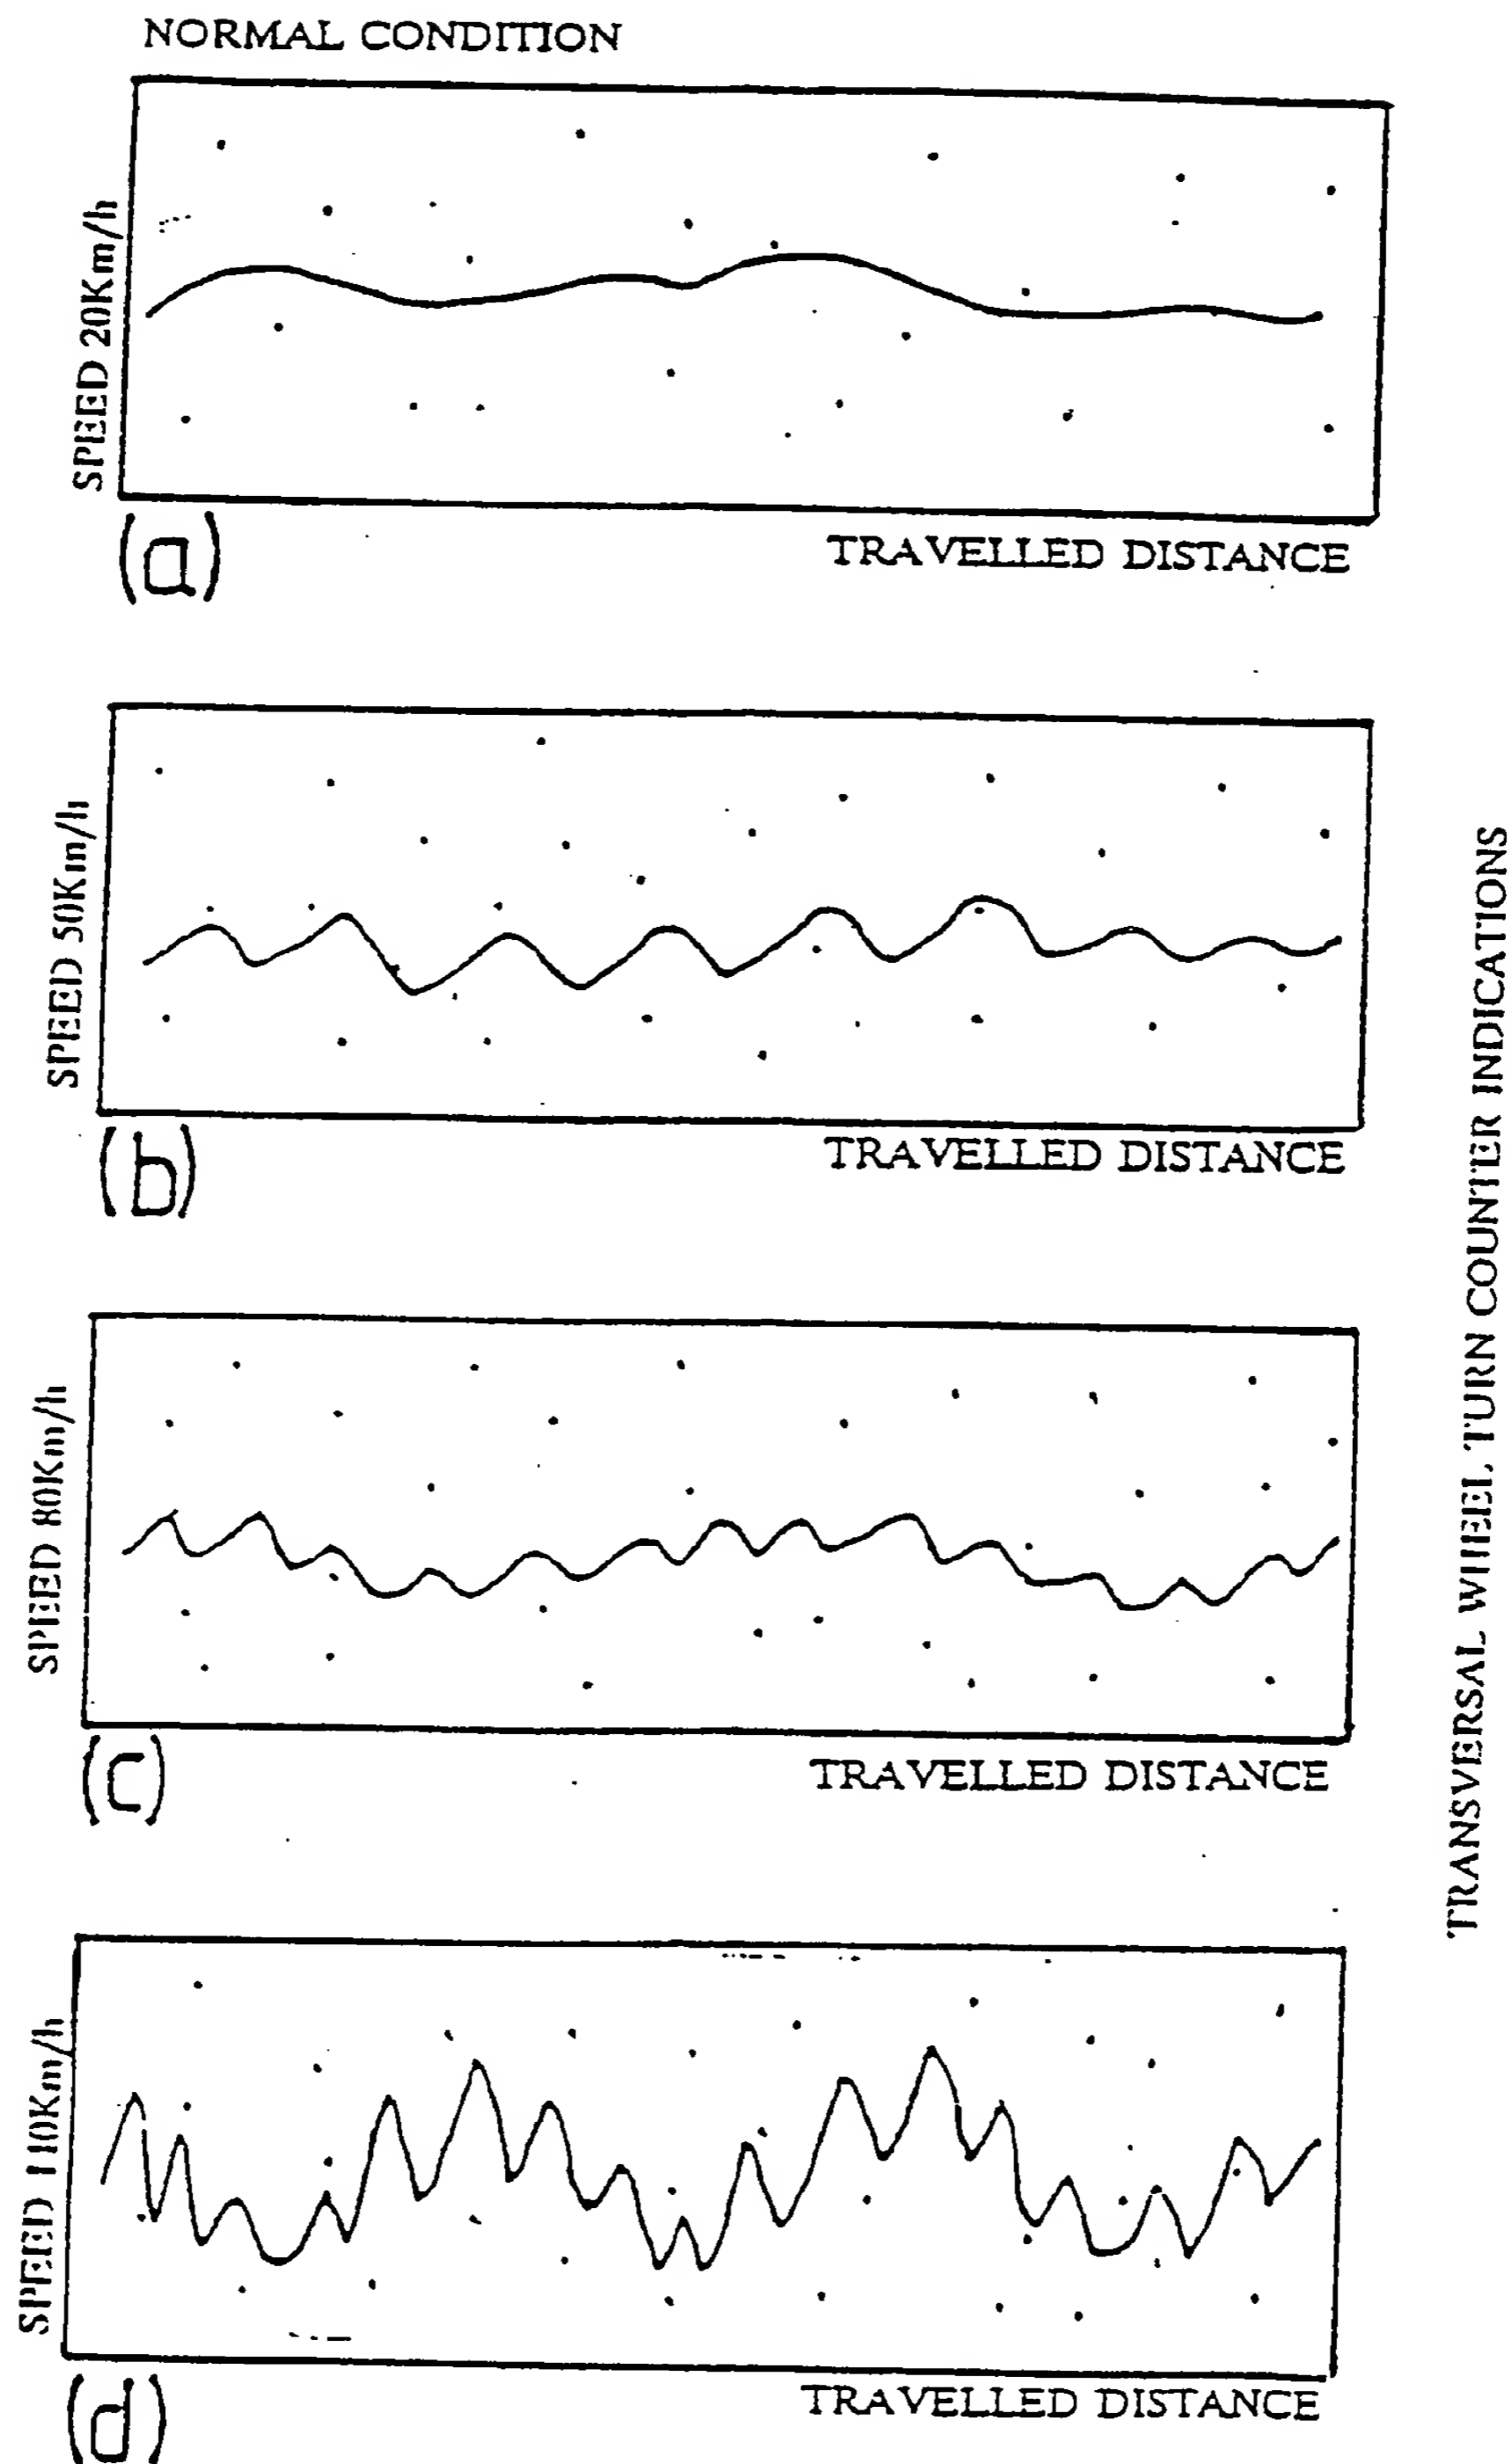 NORMAL CONDITION
SPEED 20Km/h
(a)
TRAVELLED DISTANCE
SPEED 50Km/h
(b)
TRAVELLED DISTANCE
SPEED 80Km/h
(c)
TRAVELLED DISTANCE
SPEED 110Km/h
(d)
TRAVELLED DISTANCE
TRANSVERSAL WHEEL TURN COUNTER INDICATIONS